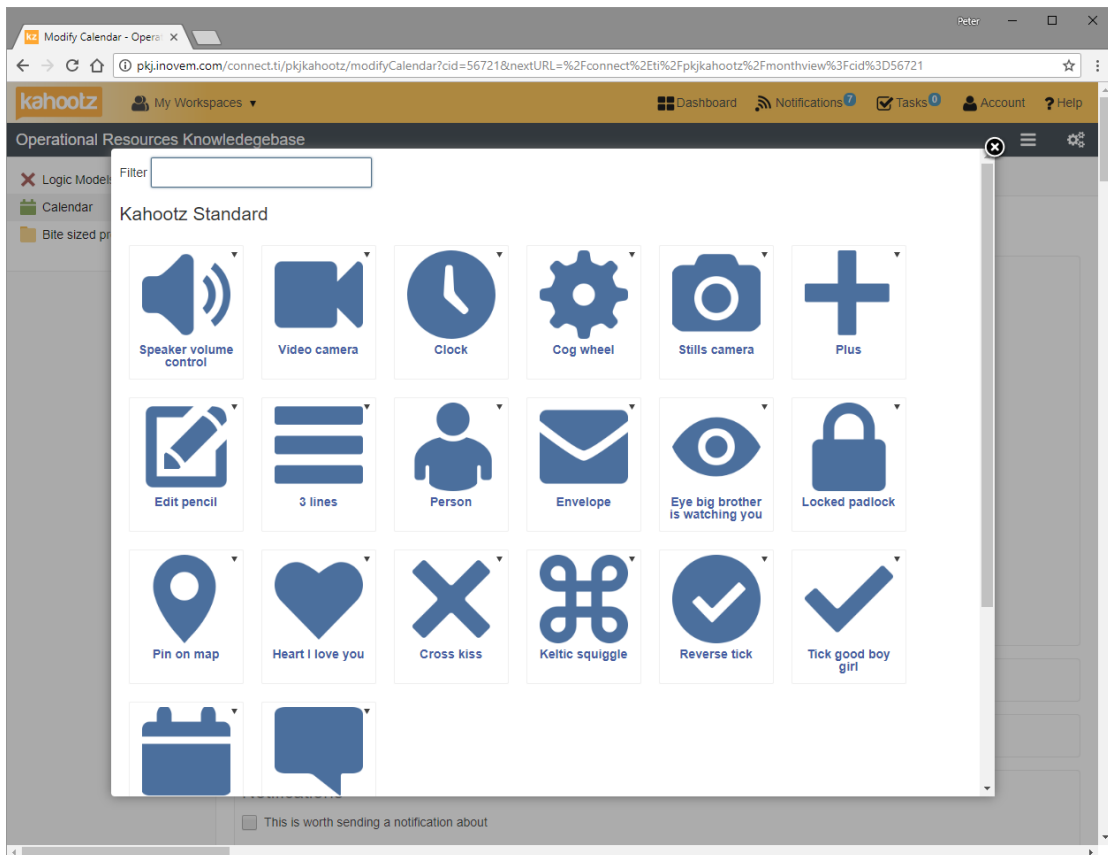 Peter
kz Modify Calendar - Opera
pkj.inovem.com/connect.ti/pkjkahootz/modifyCalendar?cid=56721&nextURL=%2Fconnect%2Eti%2Fpkjkahootz%2Fmonthview%3Fcid%3D56721
kahootz My Workspaces Dashboard Notifications 7 Tasks 0 Account ? Help
Operational Resources Knowledegebase
Logic Models
Calendar
Bite sized pr
Filter
Kahootz Standard
Speaker volume control
Video camera
Clock
Cog wheel
Stills camera
Plus
Edit pencil
3 lines
Person
Envelope
Eye big brother is watching you
Locked padlock
Pin on map
Heart I love you
Cross kiss
Keltic squiggle
Reverse tick
Tick good boy girl
This is worth sending a notification about